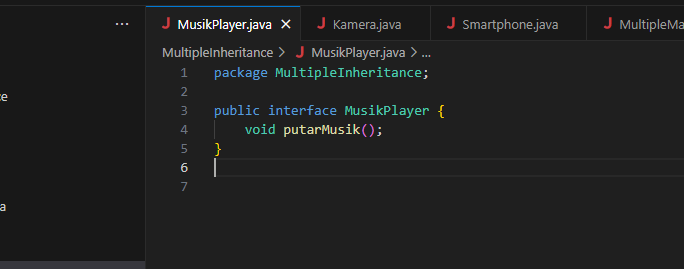 ... MusikPlayer.java Kamera.java Smartphone.java MultipleMa
MultipleInheritance > MusikPlayer.java > ...
1 package MultipleInheritance;
2
3 public interface MusikPlayer {
4 void putarMusik();
5 }
6
7
ce
a